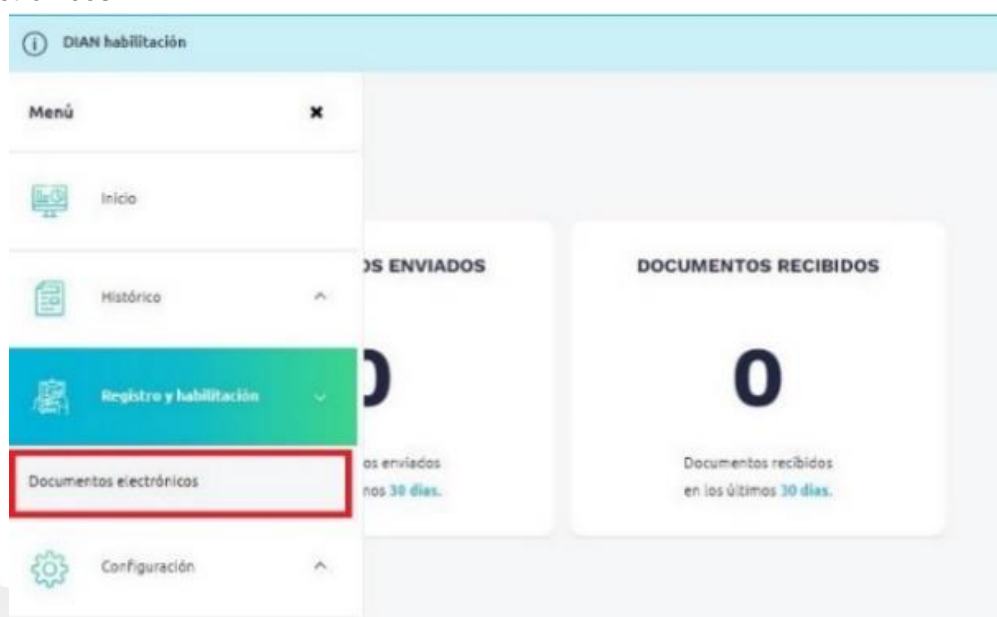 DIAN habilitación
Menú
Inicio
Histórico
Registro y habilitación
Documentos electrónicos
Configuración
OS ENVIADOS
0
os enviados
nos 30 días.
DOCUMENTOS RECIBIDOS
0
Documentos recibidos
en los últimos 30 días.